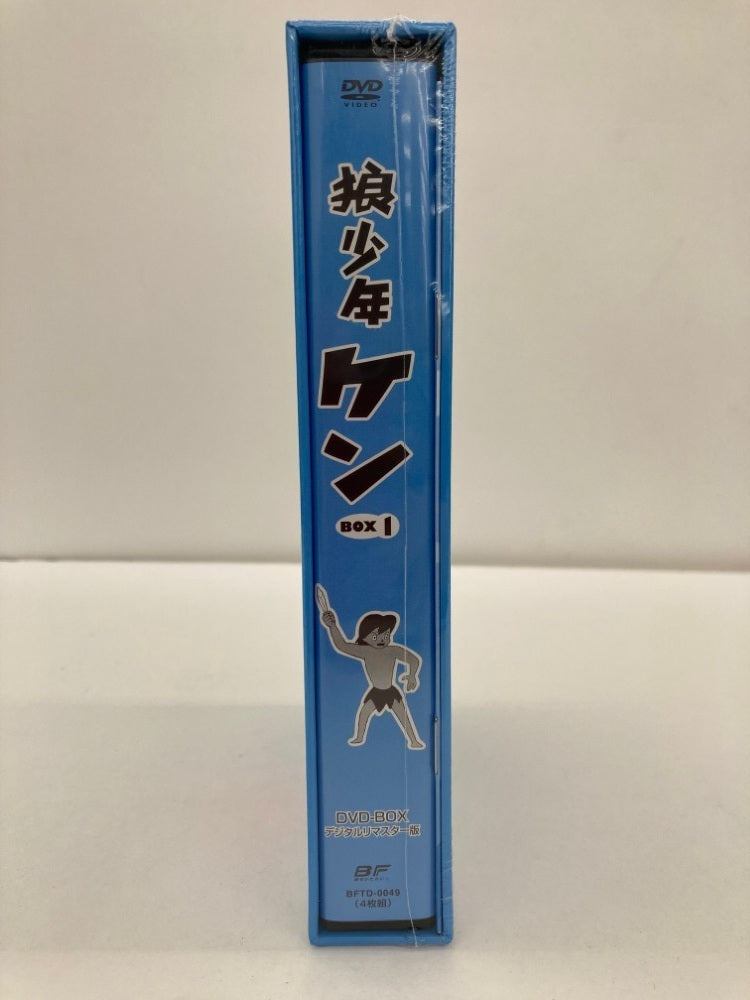 DVD
VIDEO
狼少年
ケン
BOX 1
DVD-BOX
デジタルリマスター版
BF
BFTD-0049
(4枚組)